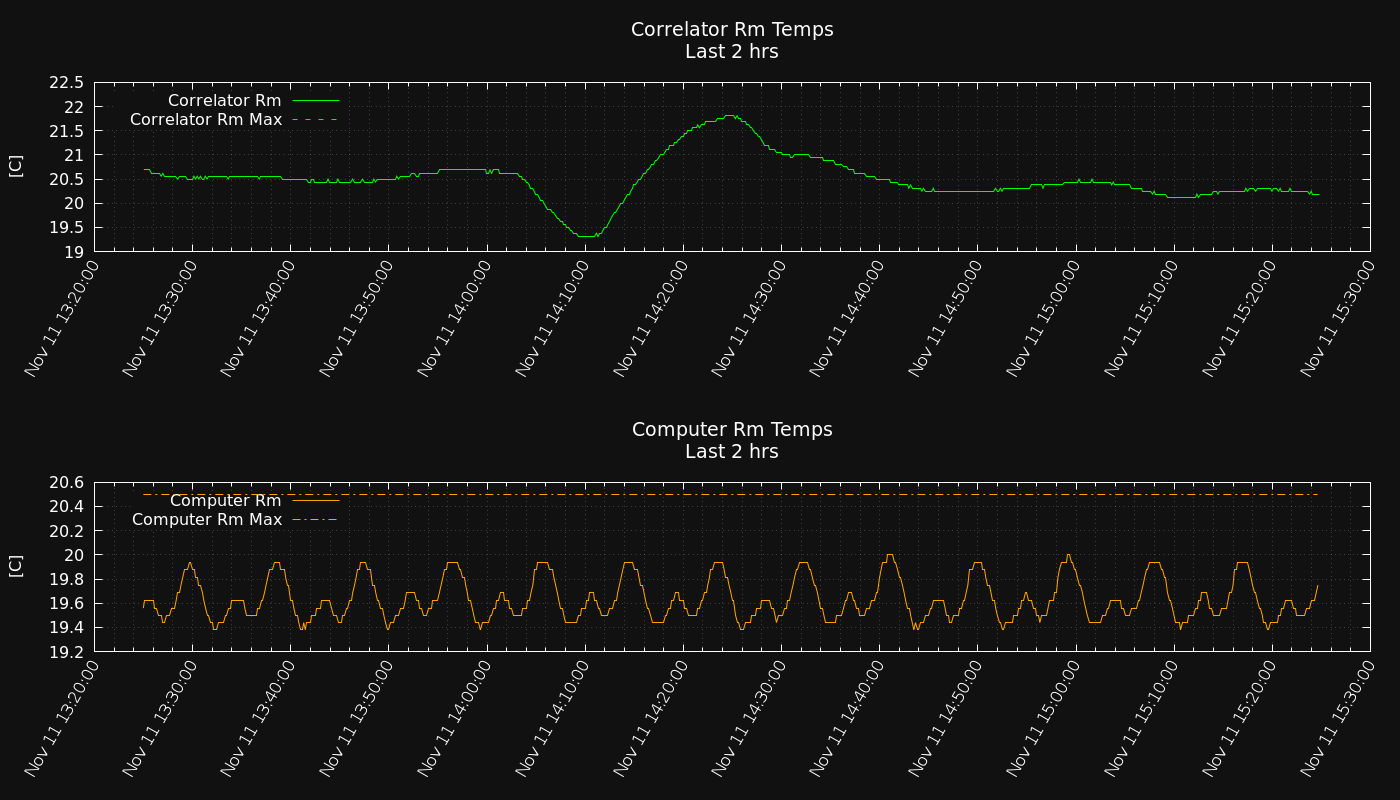 Correlator Rm Temps
Last 2 hrs
22.5
22
21.5
21
20.5
20
19.5
19
[C]
Correlator Rm
Correlator Rm Max
Nov 11 13:20:00
Nov 11 13:30:00
Nov 11 13:40:00
Nov 11 13:50:00
Nov 11 14:00:00
Nov 11 14:10:00
Nov 11 14:20:00
Nov 11 14:30:00
Nov 11 14:40:00
Nov 11 14:50:00
Nov 11 15:00:00
Nov 11 15:10:00
Nov 11 15:20:00
Nov 11 15:30:00
Computer Rm Temps
Last 2 hrs
20.6
20.4
20.2
20
19.8
19.6
19.4
19.2
[C]
Computer Rm
Computer Rm Max
Nov 11 13:20:00
Nov 11 13:30:00
Nov 11 13:40:00
Nov 11 13:50:00
Nov 11 14:00:00
Nov 11 14:10:00
Nov 11 14:20:00
Nov 11 14:30:00
Nov 11 14:40:00
Nov 11 14:50:00
Nov 11 15:00:00
Nov 11 15:10:00
Nov 11 15:20:00
Nov 11 15:30:00